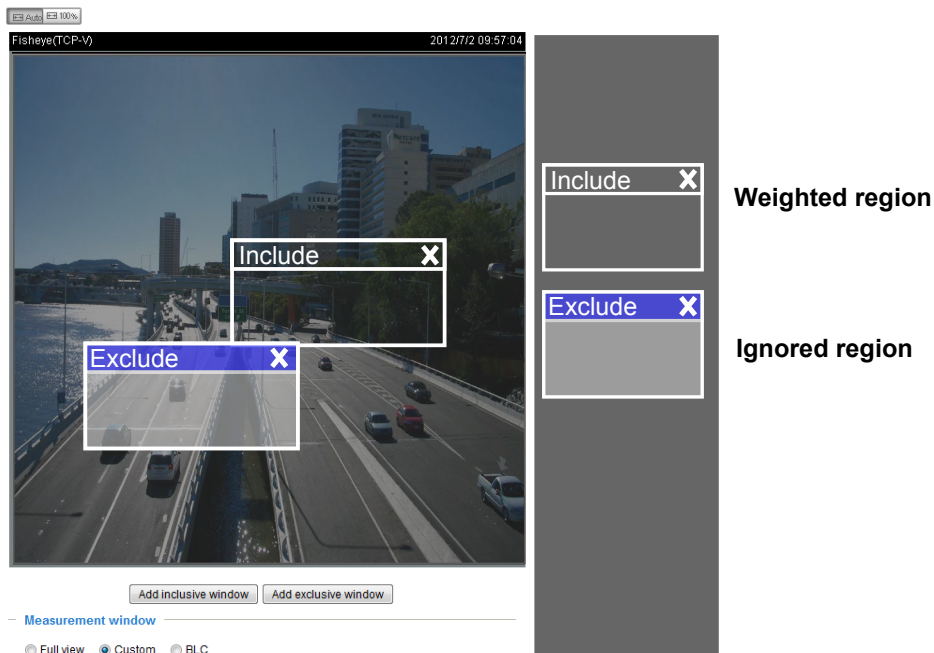 Auto 100%
Fisheye(TCP-V) 2012/7/2 09:57:04
Include
Exclude
Include
Weighted region
Exclude
Ignored region
Add inclusive window Add exclusive window
Measurement window
Full view Custom BLC